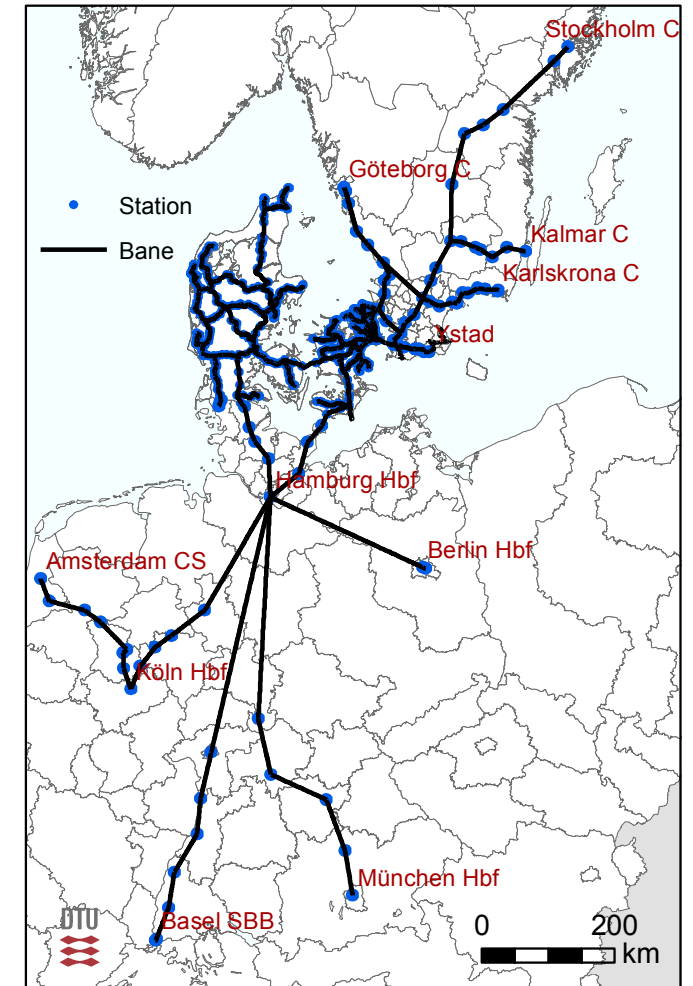 Stockholm C
Göteborg C
Station
Kalmar C
Bane
Karlskrona C
Ystad
Hamburg Hbf
Berlin Hbf
Amsterdam CS
Köln Hbf
München Hbf
DTU
Basel SBB
0 200
km